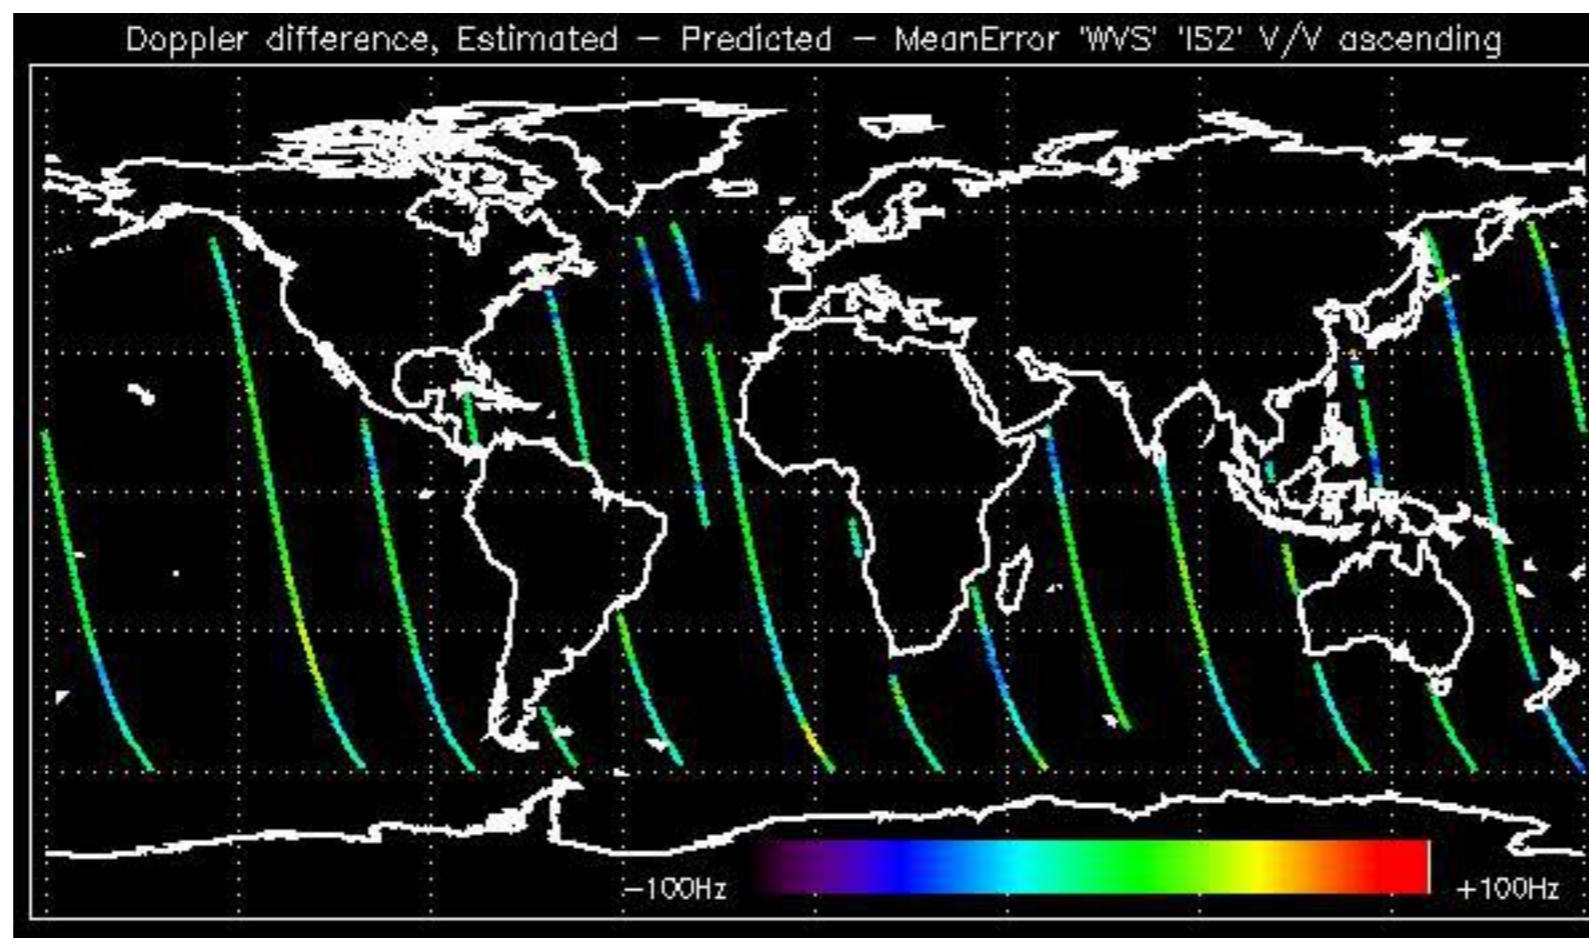 Doppler difference, Estimated - Predicted - MeanError 'WVS' 'IS2' V/V ascending
-100Hz
+100Hz